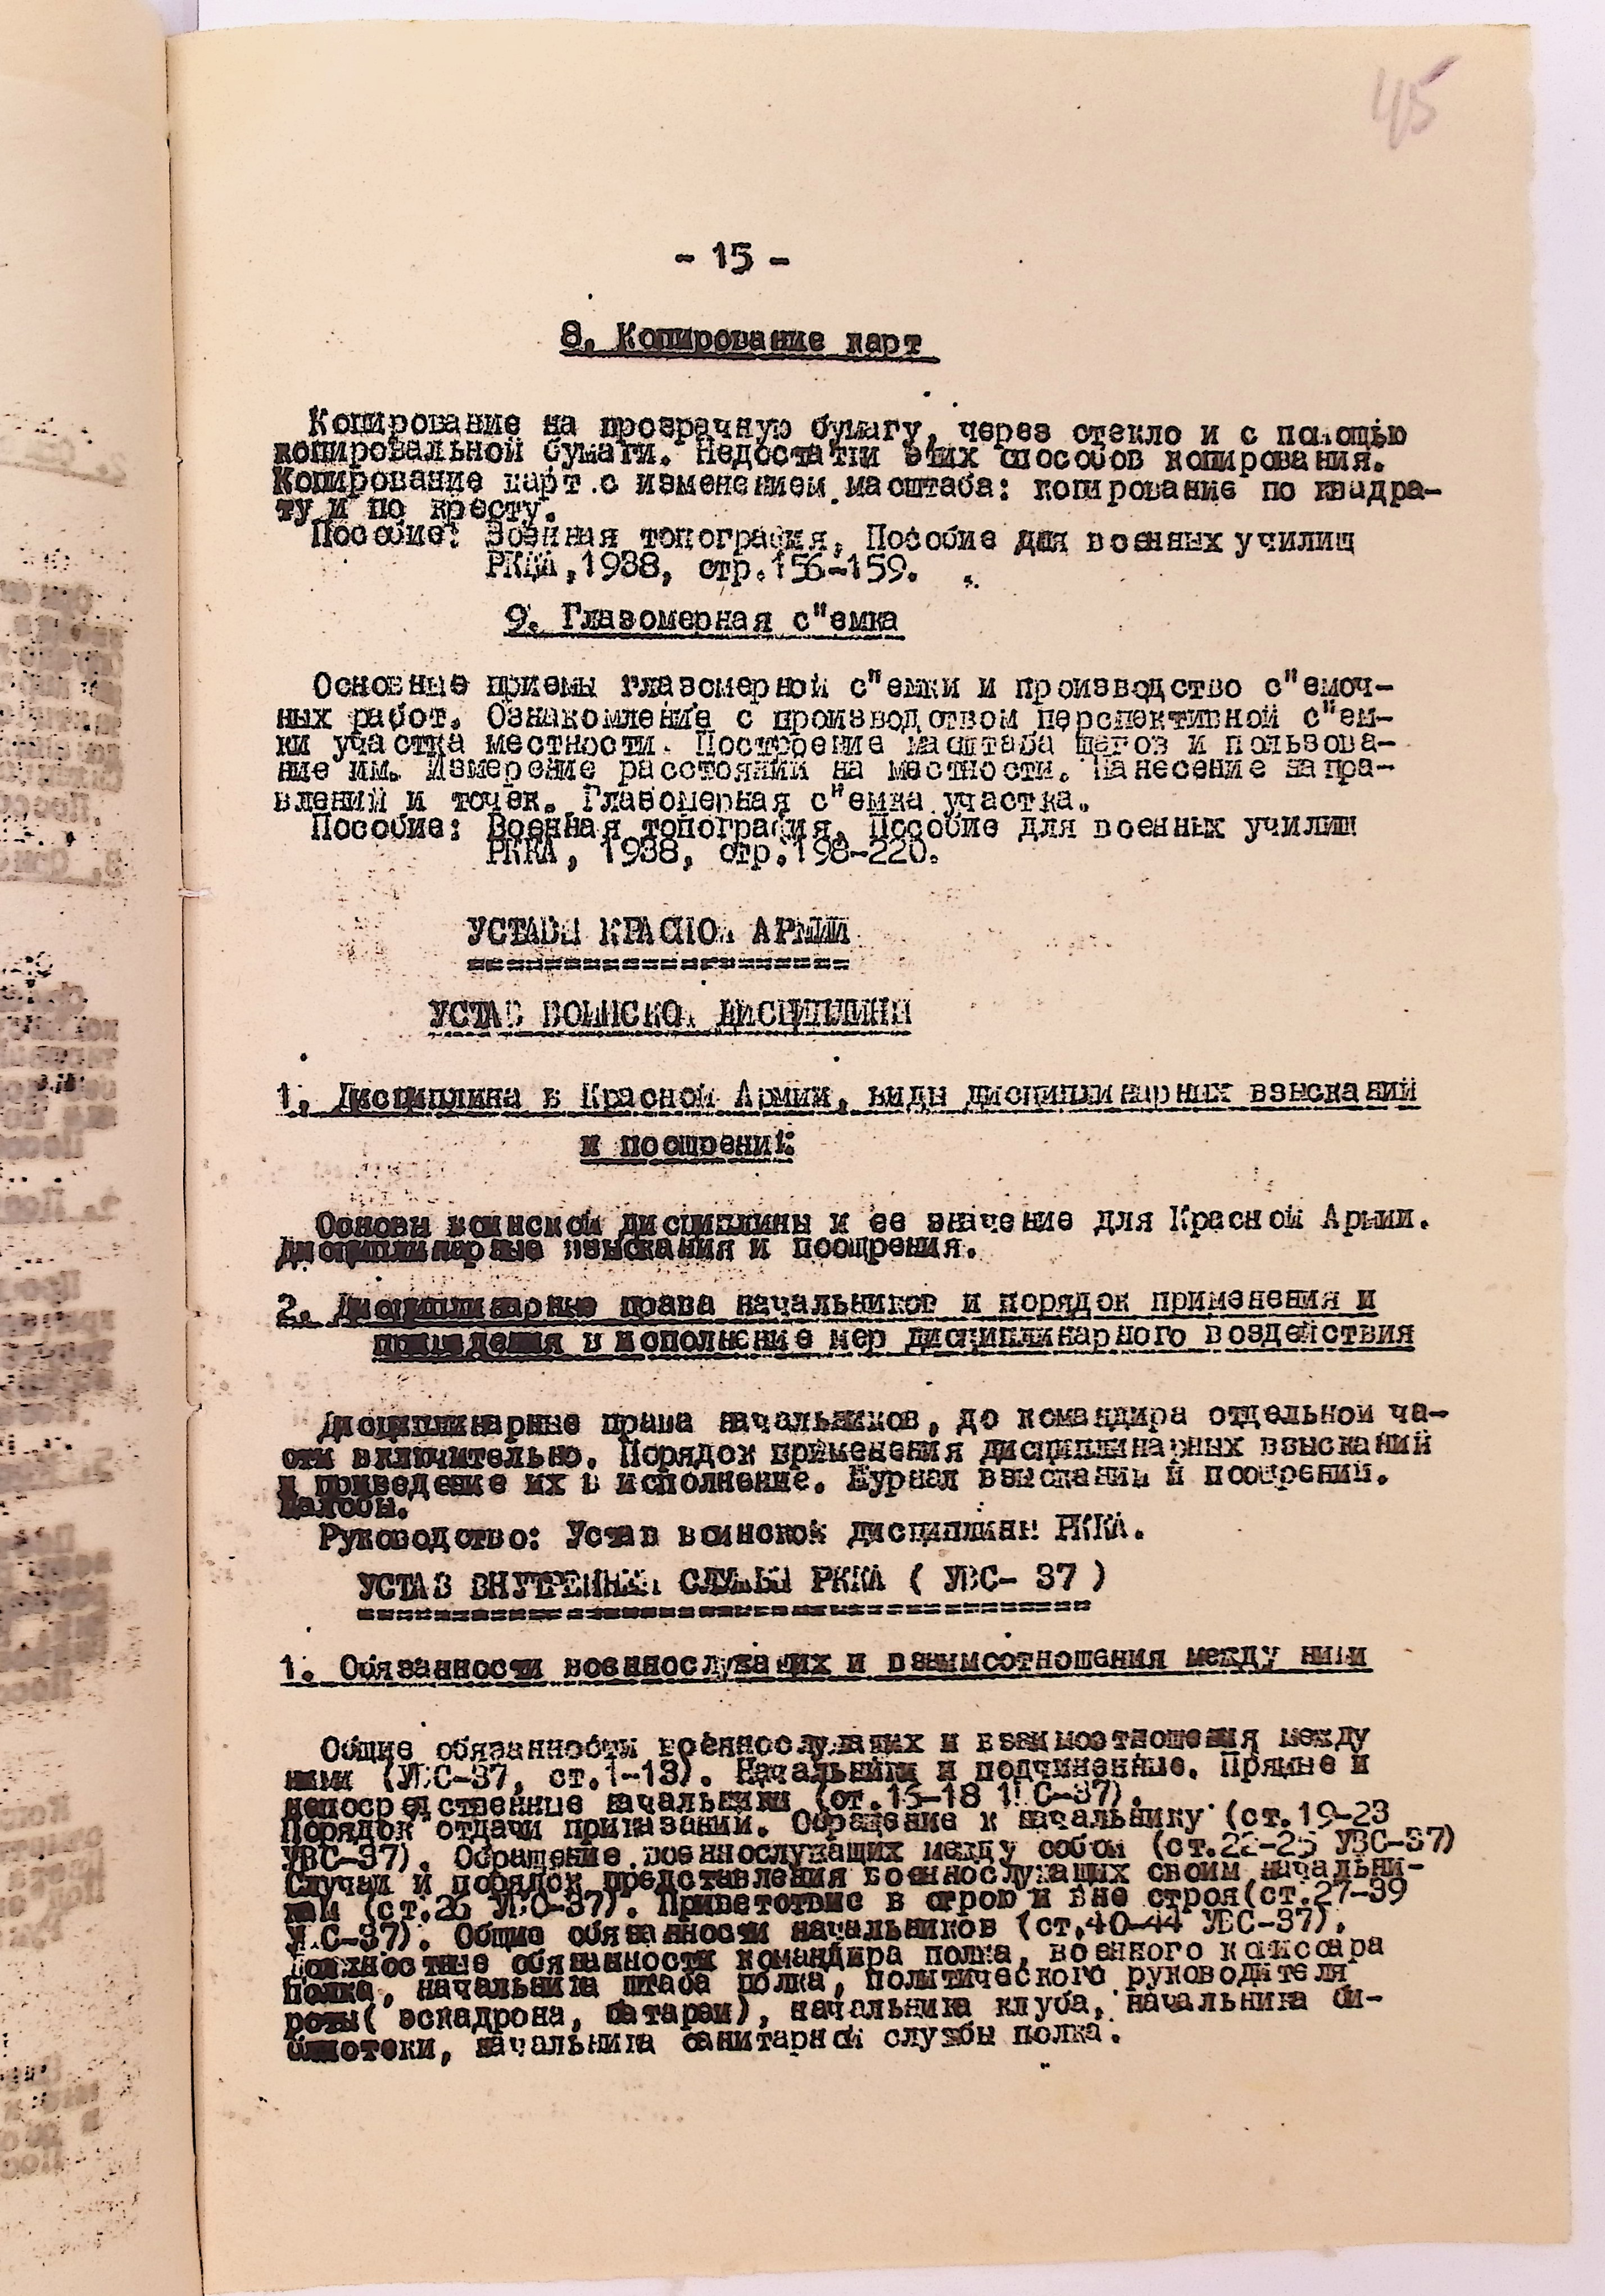 45
- 15 -
8. Копирование карт
Копирование на прозрачную бумагу, через стекло и с помощью
копировальной бумаги. Недостатки этих способов копирования.
Копирование карт с изменением масштаба: копирование по квадра-
ту и по кресту.
Пособие: Военная топография, Пособие для военных училищ
РККА, 1938, стр.156-159.
9. Глазомерная с"емка
Основные приемы глазомерной с"емки и производство с"емоч-
ных работ. Ознакомление с производством перспективной с"ем-
ки участка местности. Построение масштаба шагов и пользова-
ние им. Измерение расстояний на местности. Нанесение напра-
влений и точек. Глазомерная с"емка участка.
Пособие: Военная топография, Пособие для военных училищ
РККА, 1938, стр.198-220.
УСТАВЫ КРАСНОЙ АРМИИ
УСТАВ ВОИНСКОЙ ДИСЦИПЛИНЫ
1. Дисциплина в Красной Армии, виды дисциплинарных взысканий
и поощрений
Основы воинской дисциплины и ее значение для Красной Армии.
Дисциплинарные взыскания и поощрения.
2. Дисциплинарные права начальников и порядок применения и
приведения в исполнение мер дисциплинарного воздействия
Дисциплинарные права начальников, до командира отдельной ча-
сти включительно. Порядок применения дисциплинарных взысканий
и приведение их в исполнение. Журнал взысканий и поощрений.
Жалобы.
Руководство: Устав воинской дисциплины РККА.
УСТАВ ВНУТРЕННЕЙ СЛУЖБЫ РККА ( УВС- 37 )
1. Обязанности военнослужащих и взаимоотношения между ними
Общие обязанности военнослужащих и взаимоотношения между
ними (УВС-37, ст.1-13). Начальники и подчиненные. Прямые и
непосредственные начальники (ст.15-18 УВС-37).
Порядок отдачи приказаний. Обращение к начальнику (ст.19-23
УВС-37). Обращение военнослужащих между собой (ст.22-25 УВС-37)
Случаи и порядок представления военнослужащих своим начальни-
кам (ст.26 УВС-37). Приветствие в строю и вне строя(ст.27-39
УВС-37). Общие обязанности начальников (ст.40-44 УВС-37).
Должностные обязанности командира полка, военного комиссара
полка, начальника штаба полка, политического руководителя
роты( эскадрона, батареи), начальника клуба, начальника би-
блиотеки, начальника санитарной службы полка.